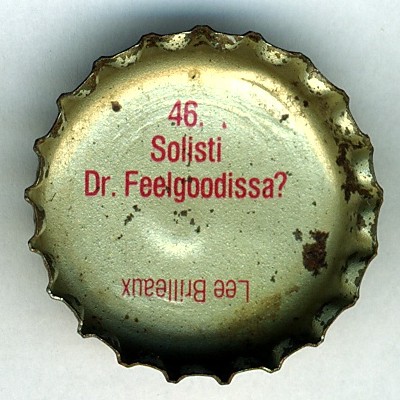 46.
Solisti
Dr. Feelgoodissa?
Lee Brilleaux